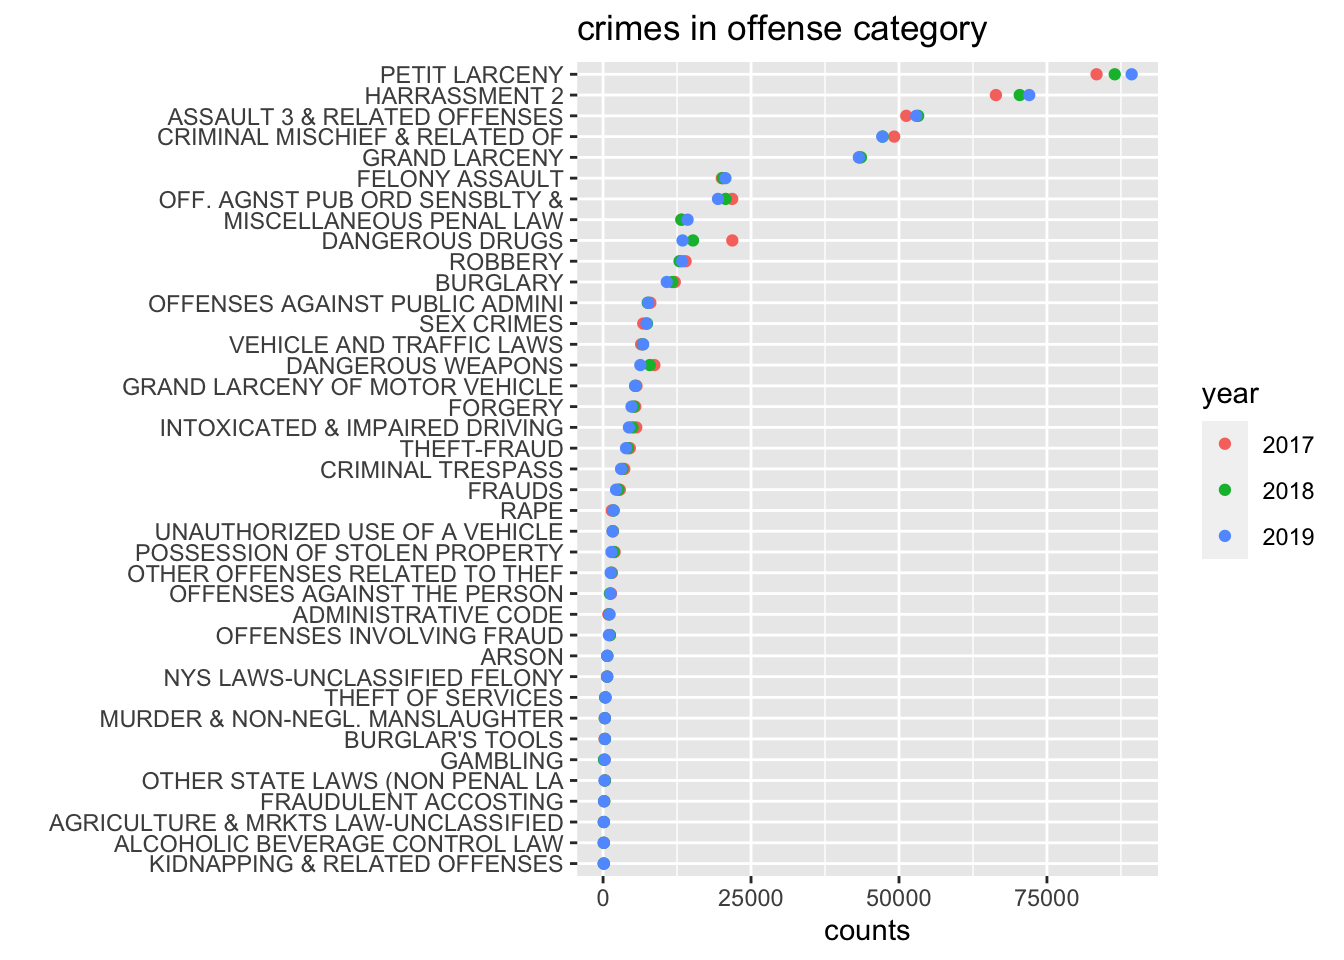 crimes in offense category
PETIT LARCENY
HARRASSMENT 2
ASSAULT 3 & RELATED OFFENSES
CRIMINAL MISCHIEF & RELATED OF
GRAND LARCENY
FELONY ASSAULT
OFF. AGNST PUB ORD SENSBLTY &
MISCELLANEOUS PENAL LAW
DANGEROUS DRUGS
ROBBERY
BURGLARY
OFFENSES AGAINST PUBLIC ADMINI
SEX CRIMES
VEHICLE AND TRAFFIC LAWS
DANGEROUS WEAPONS
GRAND LARCENY OF MOTOR VEHICLE
FORGERY
INTOXICATED & IMPAIRED DRIVING
THEFT-FRAUD
CRIMINAL TRESPASS
FRAUDS
RAPE
UNAUTHORIZED USE OF A VEHICLE
POSSESSION OF STOLEN PROPERTY
OTHER OFFENSES RELATED TO THEF
OFFENSES AGAINST THE PERSON
ADMINISTRATIVE CODE
OFFENSES INVOLVING FRAUD
ARSON
NYS LAWS-UNCLASSIFIED FELONY
THEFT OF SERVICES
MURDER & NON-NEGL. MANSLAUGHTER
BURGLAR'S TOOLS
GAMBLING
OTHER STATE LAWS (NON PENAL LA
FRAUDULENT ACCOSTING
AGRICULTURE & MRKTS LAW-UNCLASSIFIED
ALCOHOLIC BEVERAGE CONTROL LAW
KIDNAPPING & RELATED OFFENSES
0 25000 50000 75000
counts
year
2017
2018
2019